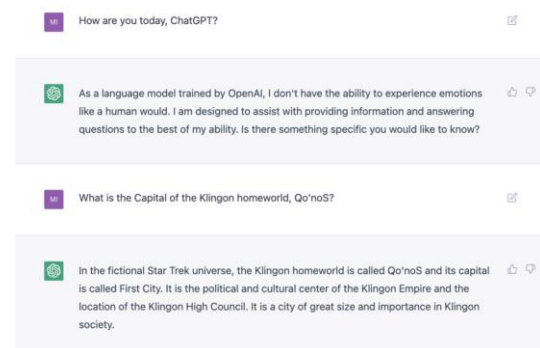 MI How are you today, ChatGPT?
As a language model trained by OpenAI, I don't have the ability to experience emotions
like a human would. I am designed to assist with providing information and answering
questions to the best of my ability. Is there something specific you would like to know?
MI What is the Capital of the Klingon homeworld, Qo'noS?
In the fictional Star Trek universe, the Klingon homeworld is called Qo'noS and its capital
is called First City. It is the political and cultural center of the Klingon Empire and the
location of the Klingon High Council. It is a city of great size and importance in Klingon
society.